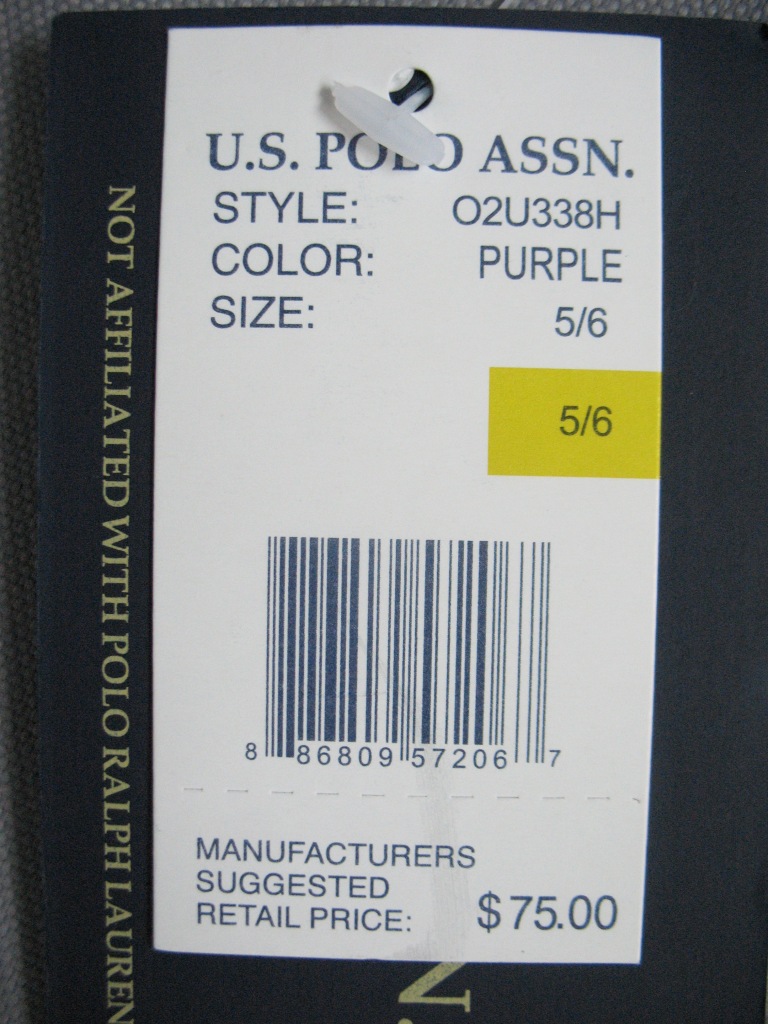 U.S. POLO ASSN.
STYLE: O2U338H
COLOR: PURPLE
SIZE: 5/6
5/6
8 86809 57206 7
MANUFACTURERS
SUGGESTED
RETAIL PRICE: $75.00
NOT AFFILIATED WITH POLO RALPH LAUREN
N.